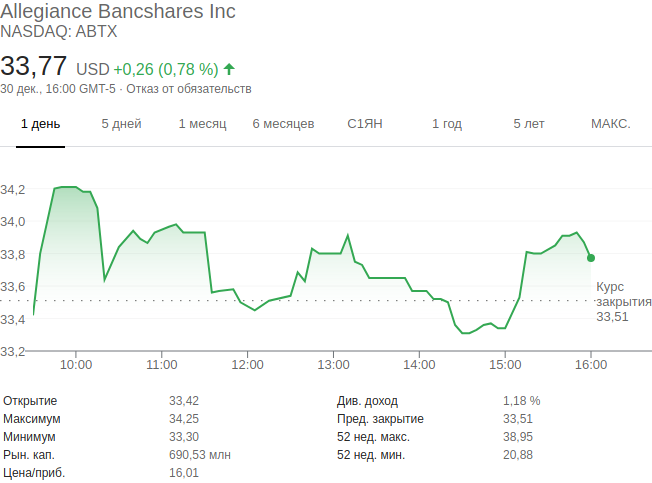 Allegiance Bancshares Inc
NASDAQ: ABTX
33,77 USD +0,26 (0,78 %)
30 дек., 16:00 GMT-5 · Отказ от обязательств
1 день 5 дней 1 месяц 6 месяцев С1ЯН 1 год 5 лет МАКС.
34,2
34,0
33,8
33,6
33,4
33,2
Курс
закрытия
33,51
10:00 11:00 12:00 13:00 14:00 15:00 16:00
Открытие 33,42 Див. доход 1,18 %
Максимум 34,25 Пред. закрытие 33,51
Минимум 33,30 52 нед. макс. 38,95
Рын. кап. 690,53 млн 52 нед. мин. 20,88
Цена/приб. 16,01